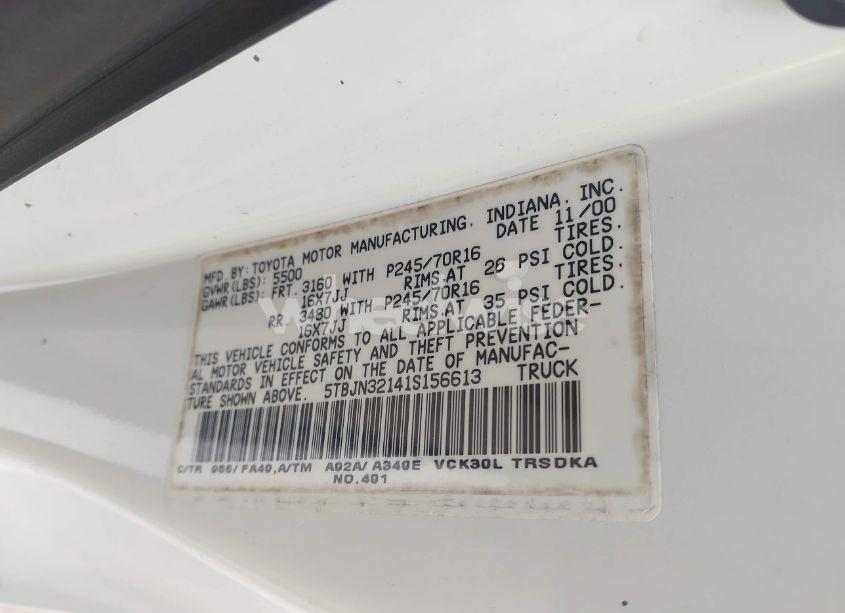 MFD. BY: TOYOTA MOTOR MANUFACTURING, INDIANA, INC.
GVWR(LBS): 5500 DATE 11/00
GAWR(LBS): FRT. 3160 WITH P245/70R16 TIRES.
16X7JJ RIMS.AT 26 PSI COLD.
RR. 3480 WITH P245/70R16 TIRES.
16X7JJ RIMS.AT 35 PSI COLD.
THIS VEHICLE CONFORMS TO ALL APPLICABLE FEDER-
AL MOTOR VEHICLE SAFETY AND THEFT PREVENTION
STANDARDS IN EFFECT ON THE DATE OF MANUFAC-
TURE SHOWN ABOVE. 5TBJN32141S156613 TRUCK
C/TR 056/FA40,A/TM A02A/A340E VCK30L TRSDKA
NO.401